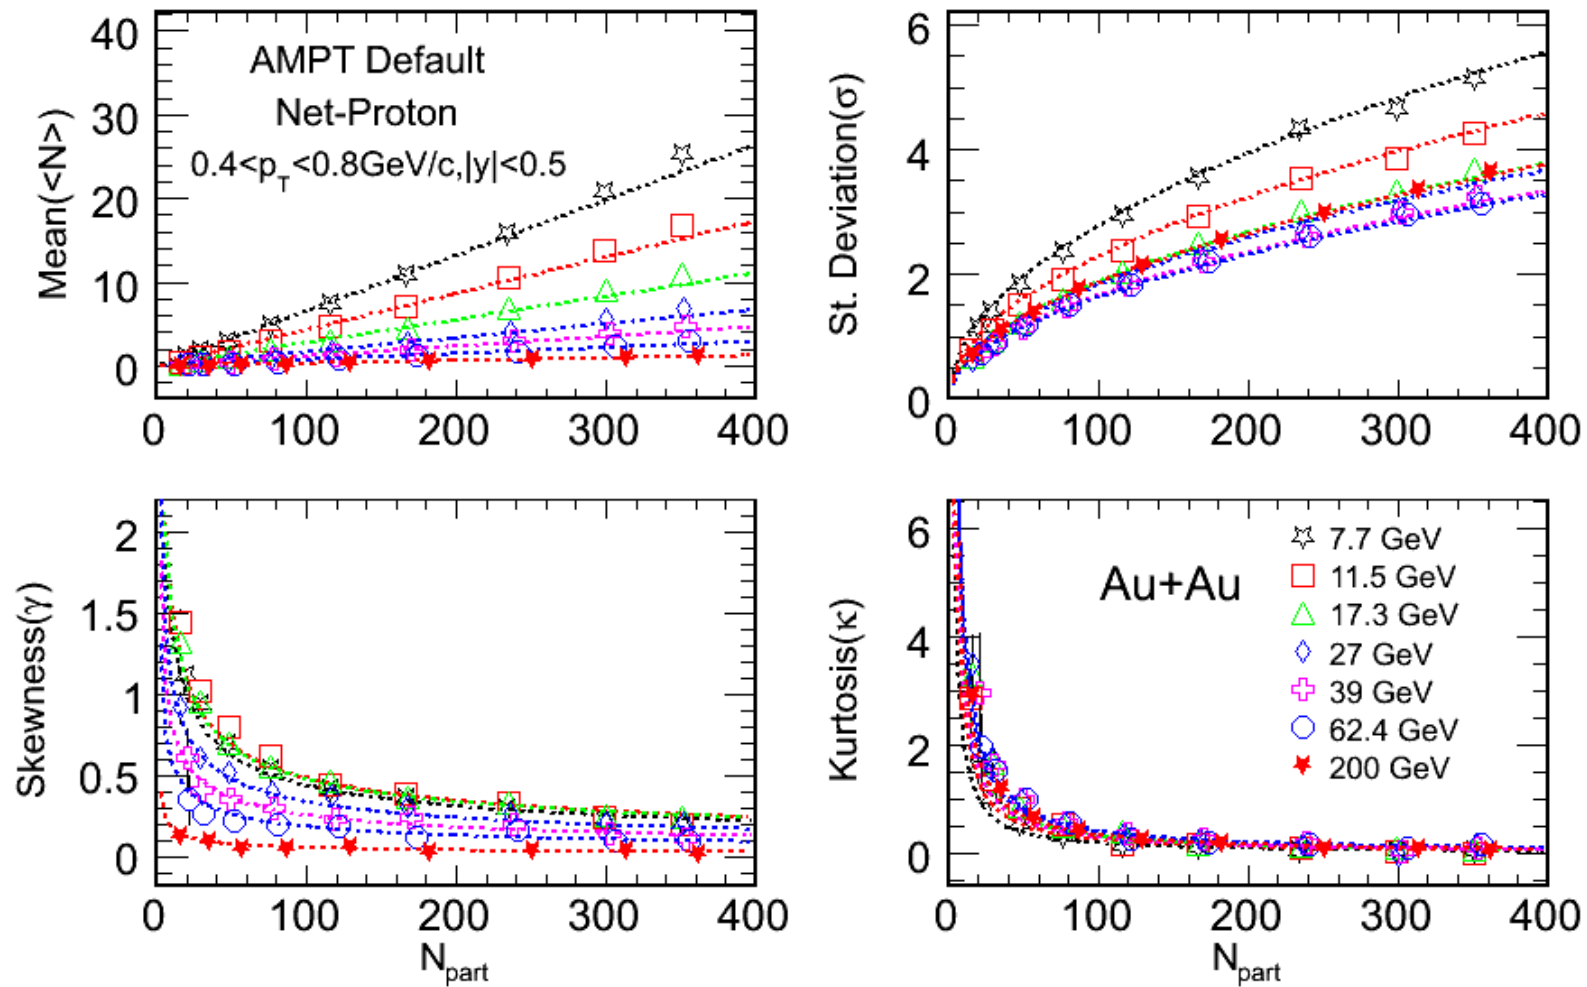 Mean(<N>)
40
30
20
10
0
AMPT Default
Net-Proton
0.4<p_T<0.8GeV/c,|y|<0.5
0 100 200 300 400
St. Deviation(σ)
6
4
2
0
0 100 200 300 400
Skewness(γ)
2
1.5
1
0.5
0
0 100 200 300 400
N_part
Kurtosis(κ)
6
4
2
0
Au+Au
7.7 GeV
11.5 GeV
17.3 GeV
27 GeV
39 GeV
62.4 GeV
200 GeV
0 100 200 300 400
N_part